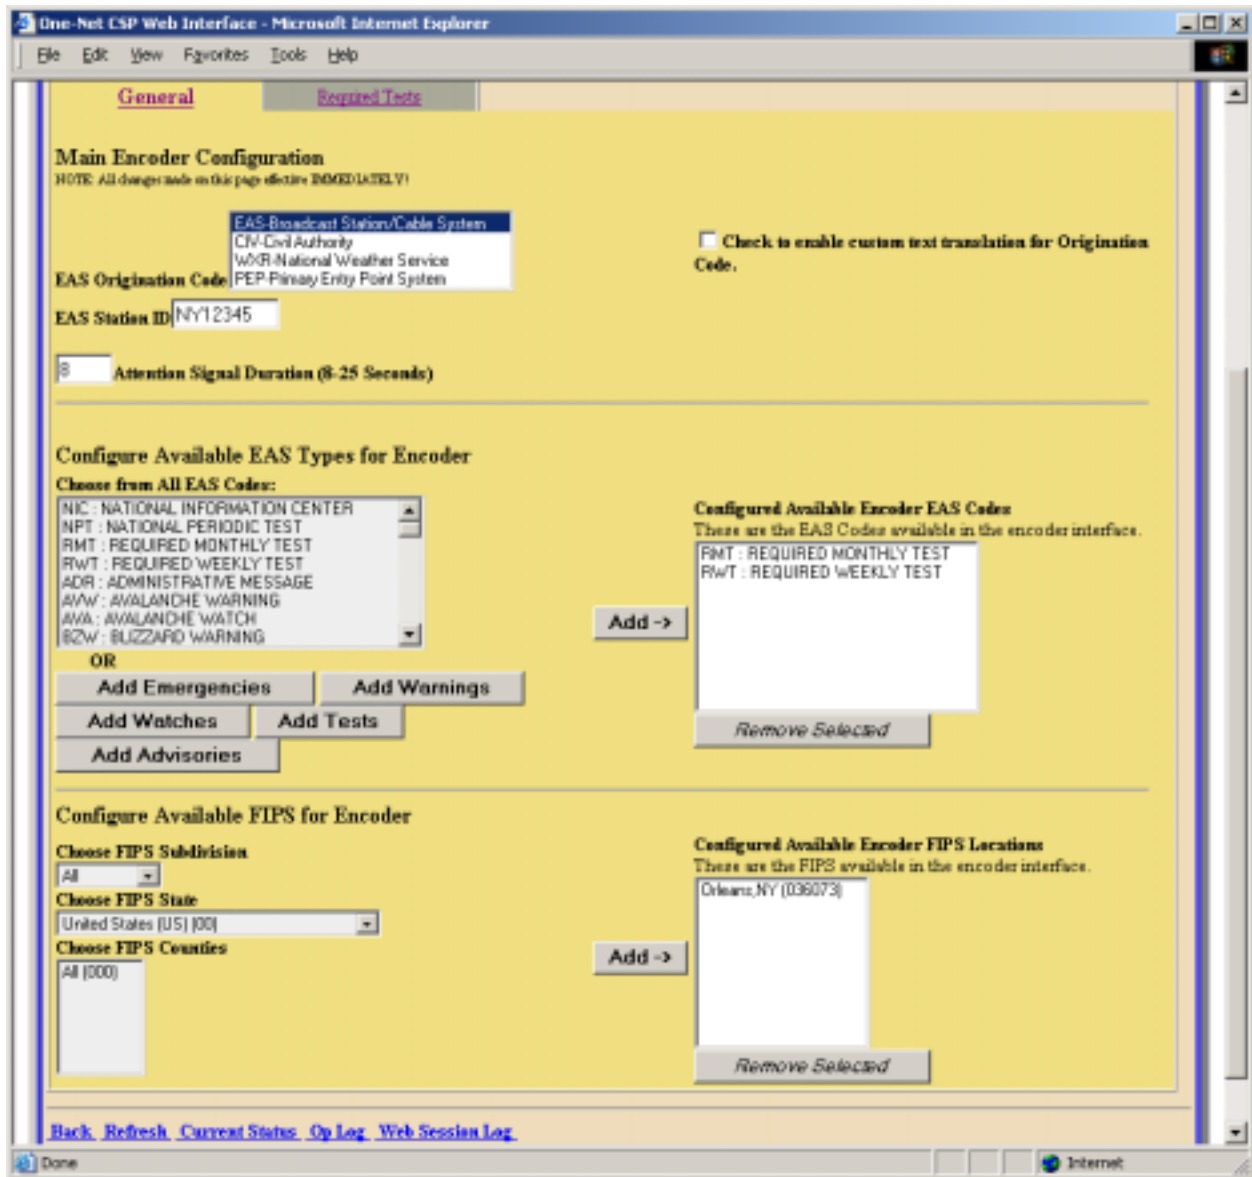 One-Net CSP Web Interface - Microsoft Internet Explorer
File Edit View Favorites Tools Help
General Required Tests
Main Encoder Configuration
NOTE: All changes made on this page effective IMMEDIATELY!
EAS-Broadcast Station/Cable System
CIV-Civil Authority
WXR-National Weather Service
EAS Origination Code PEP-Primary Entry Point System
Check to enable custom text translation for Origination
Code.
EAS Station ID NY12345
8 Attention Signal Duration (8-25 Seconds)
Configure Available EAS Types for Encoder
Choose from All EAS Codes:
NIC : NATIONAL INFORMATION CENTER
NPT : NATIONAL PERIODIC TEST
RMT : REQUIRED MONTHLY TEST
RWT : REQUIRED WEEKLY TEST
ADR : ADMINISTRATIVE MESSAGE
AVW : AVALANCHE WARNING
AVA : AVALANCHE WATCH
BZW : BLIZZARD WARNING
OR
Add Emergencies Add Warnings
Add Watches Add Tests
Add Advisories
Add ->
Configured Available Encoder EAS Codes
These are the EAS Codes available in the encoder interface.
RMT : REQUIRED MONTHLY TEST
RWT : REQUIRED WEEKLY TEST
Remove Selected
Configure Available FIPS for Encoder
Choose FIPS Subdivision
All
Choose FIPS State
United States (US) (00)
Choose FIPS Counties
All (000)
Add ->
Configured Available Encoder FIPS Locations
These are the FIPS available in the encoder interface.
Orleans,NY (036073)
Remove Selected
Back Refresh Current Status Op Log Web Session Log
Done Internet